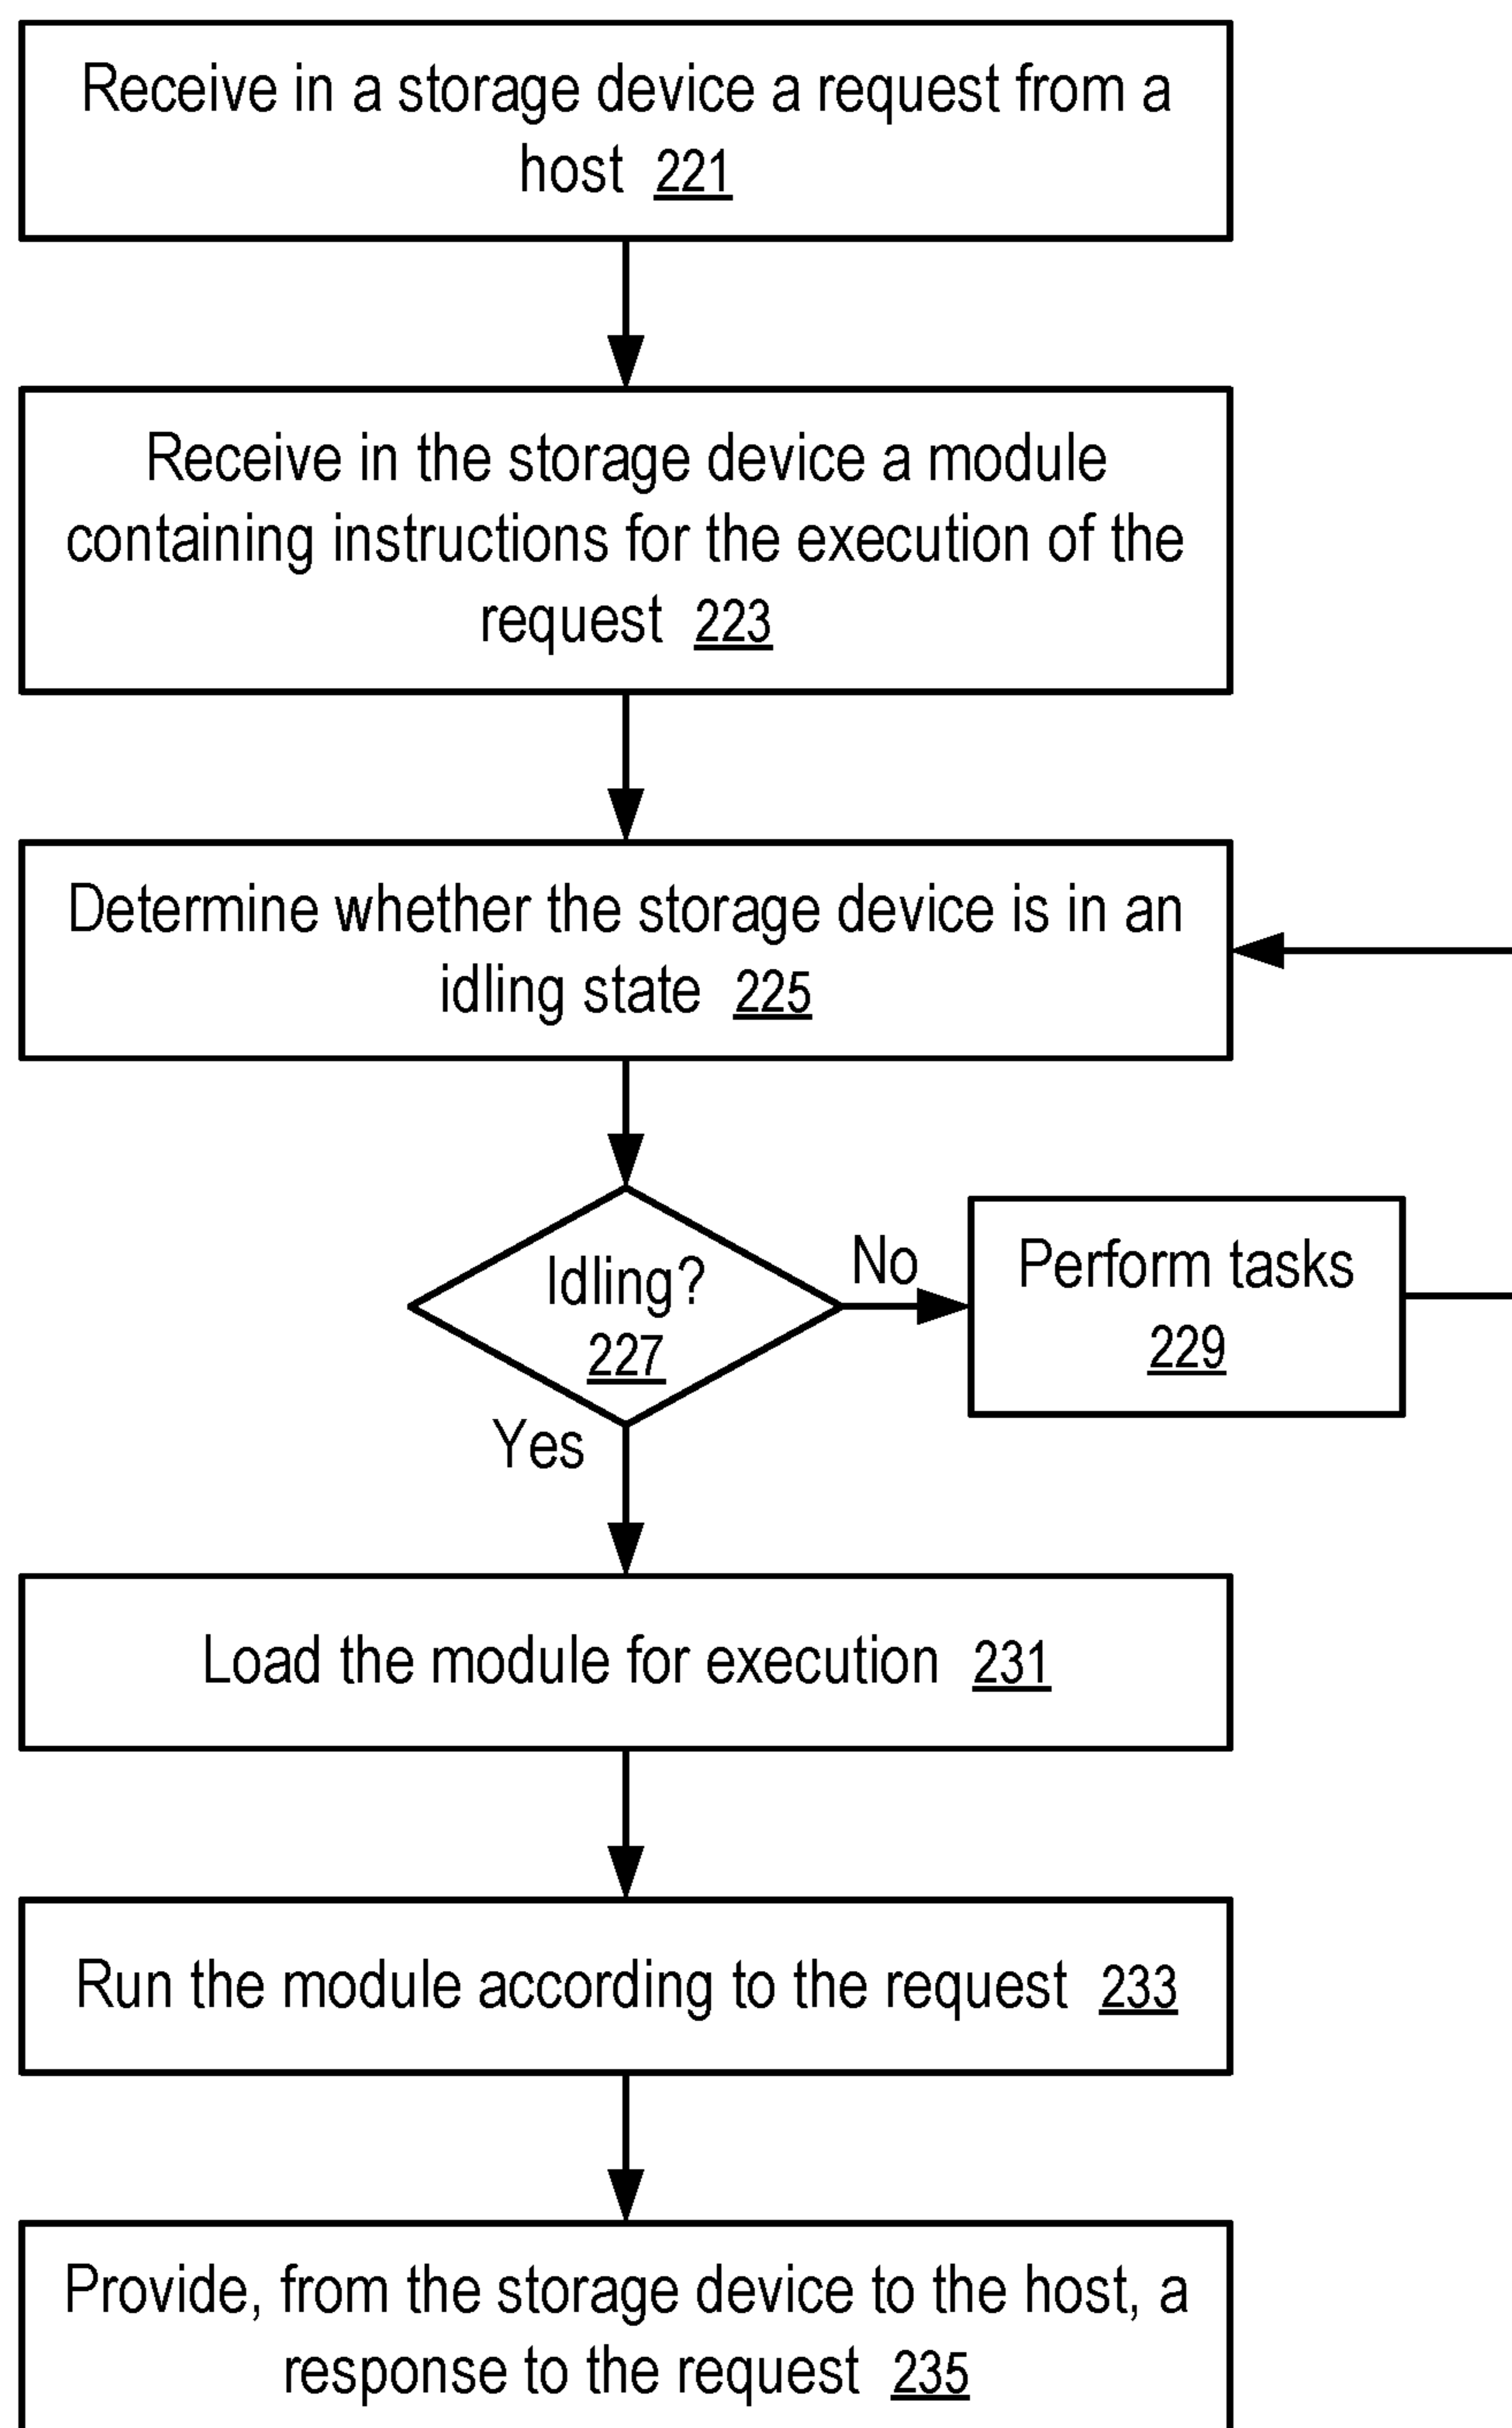 Receive in a storage device a request from a
host 221
Receive in the storage device a module
containing instructions for the execution of the
request 223
Determine whether the storage device is in an
idling state 225
Idling?
227
No
Perform tasks
229
Yes
Load the module for execution 231
Run the module according to the request 233
Provide, from the storage device to the host, a
response to the request 235